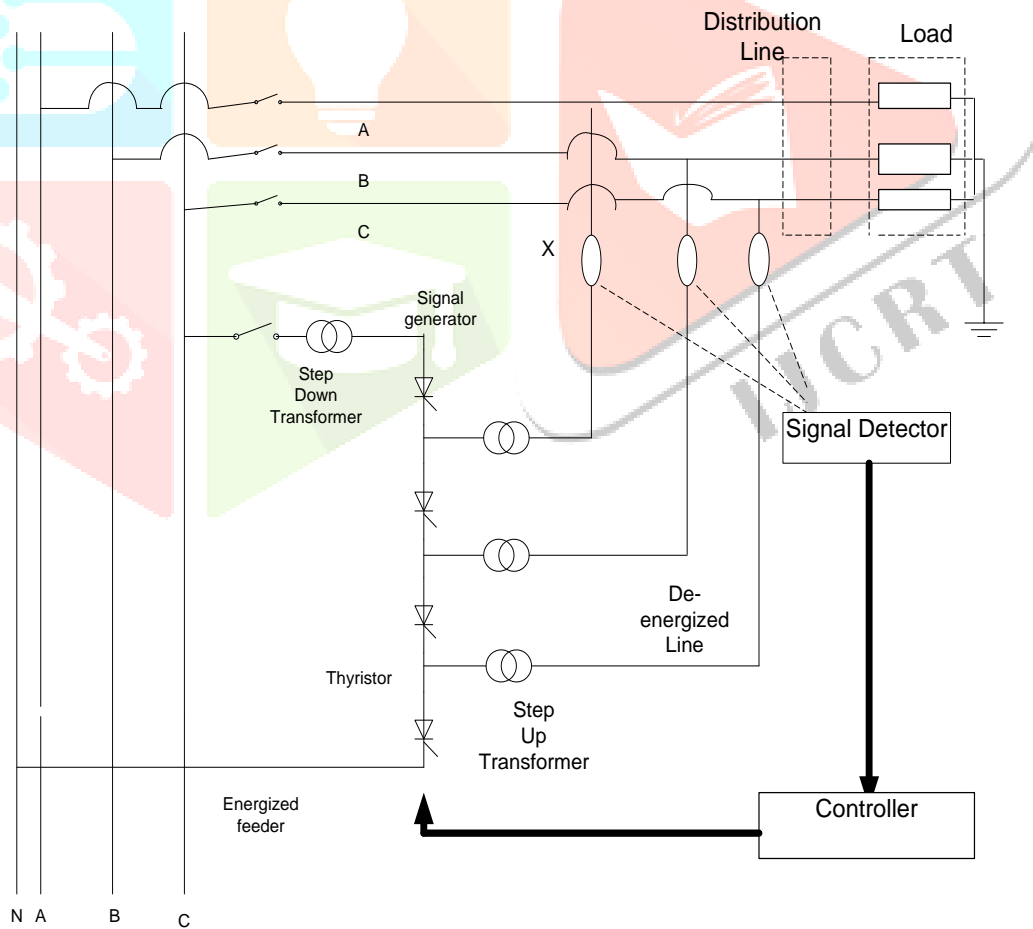 Distribution
Line
Load
A
B
C
X
Signal
generator
Step
Down
Transformer
Signal Detector
De-
energized
Line
Thyristor
Step
Up
Transformer
Energized
feeder
Controller
N A B C
IJCRT